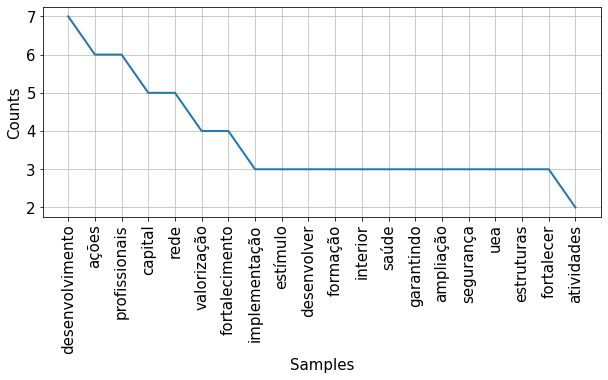 7
6
5
4
3
2
Counts
desenvolvimento
ações
profissionais
capital
rede
valorização
fortalecimento
implementação
estímulo
desenvolver
formação
interior
saúde
garantindo
ampliação
segurança
uea
estruturas
fortalecer
atividades
Samples